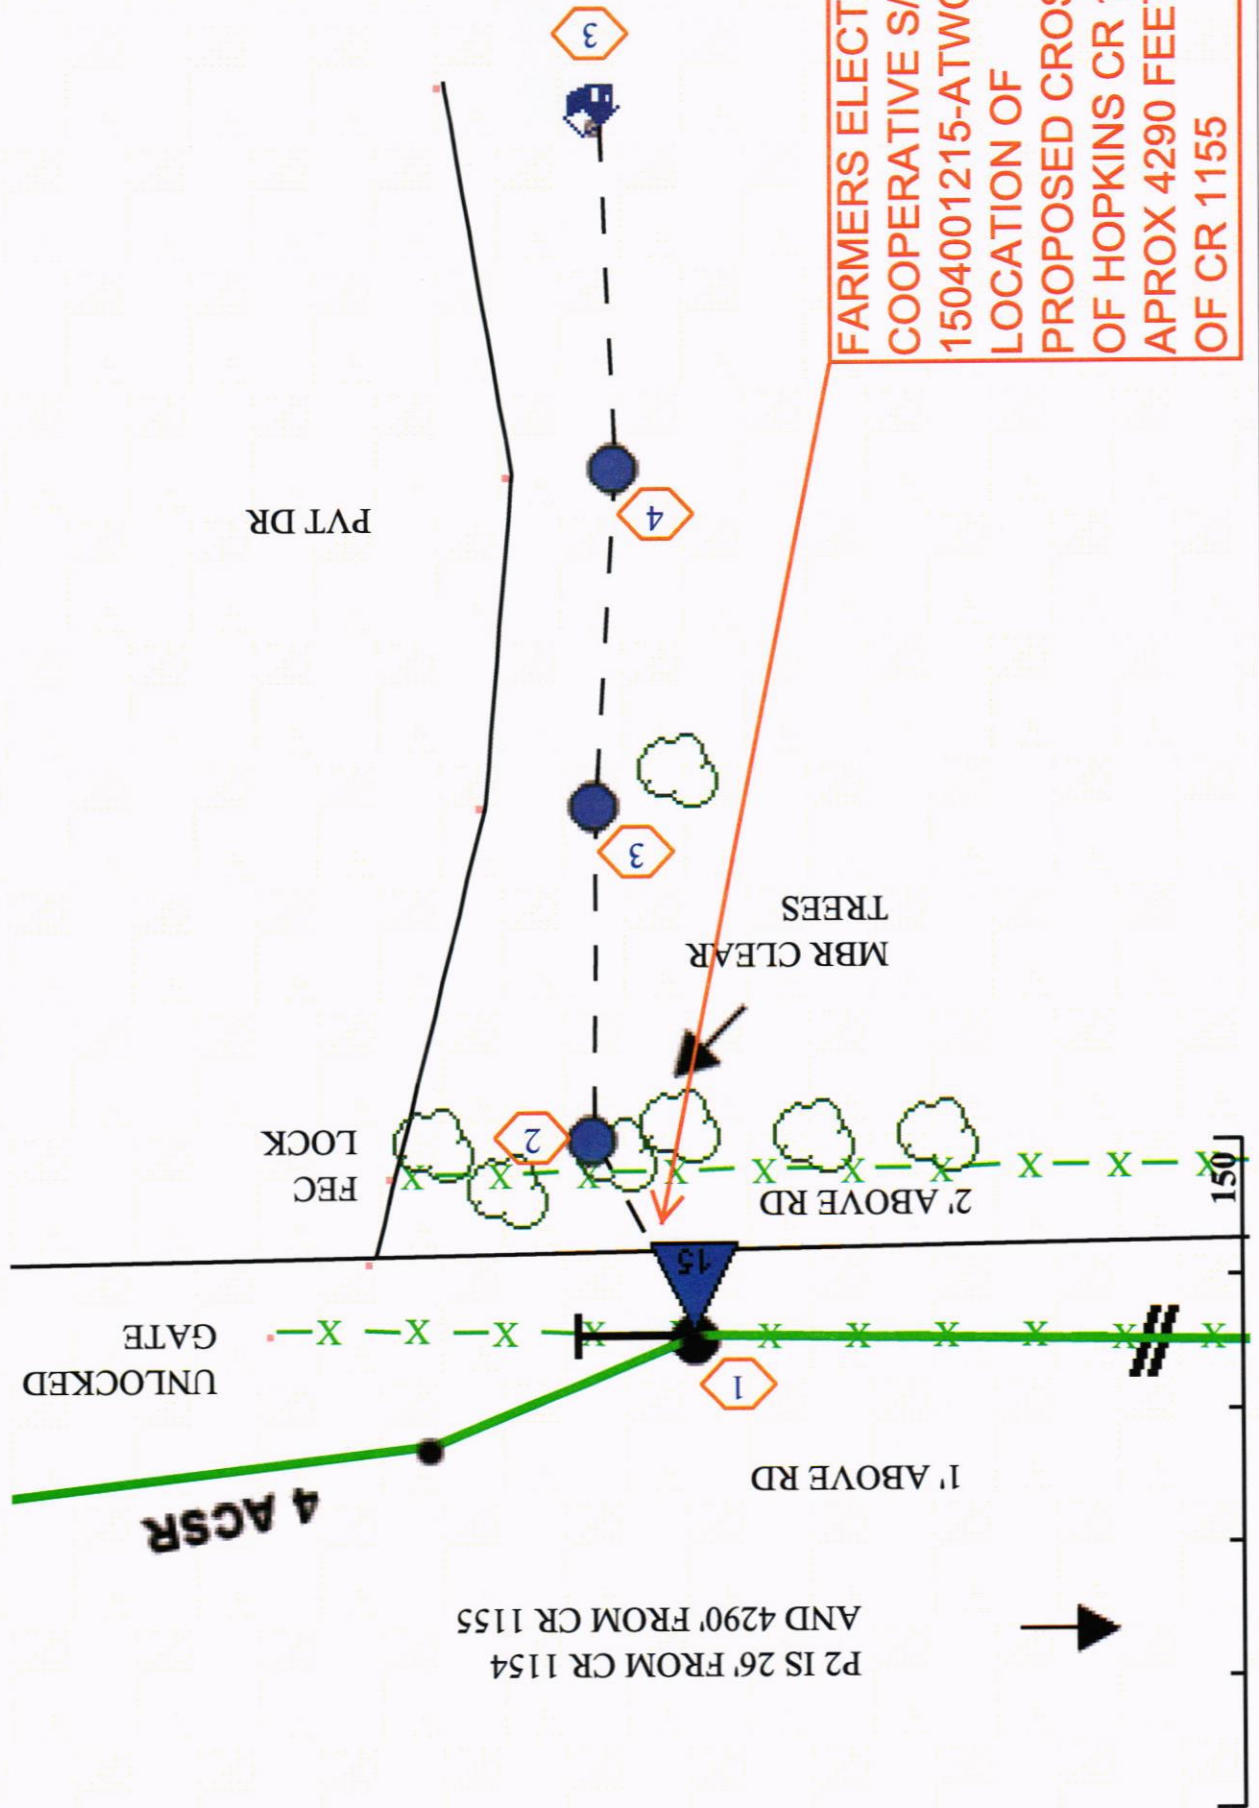 3
FARMERS ELECT
COOPERATIVE
1504001215-ATWO
LOCATION OF
PROPOSED CROS
OF HOPKINS CR
APROX 4290 FEE
OF CR 1155
PVT DR
4
3
MBR CLEAR
TREES
2
FEC
LOCK
2' ABOVE RD
150
15
UNLOCKED
GATE
X X X X X X X X X X
X X X X X X X X X X
1
4 ACSR
1' ABOVE RD
P2 IS 26' FROM CR 1154
AND 4290' FROM CR 1155